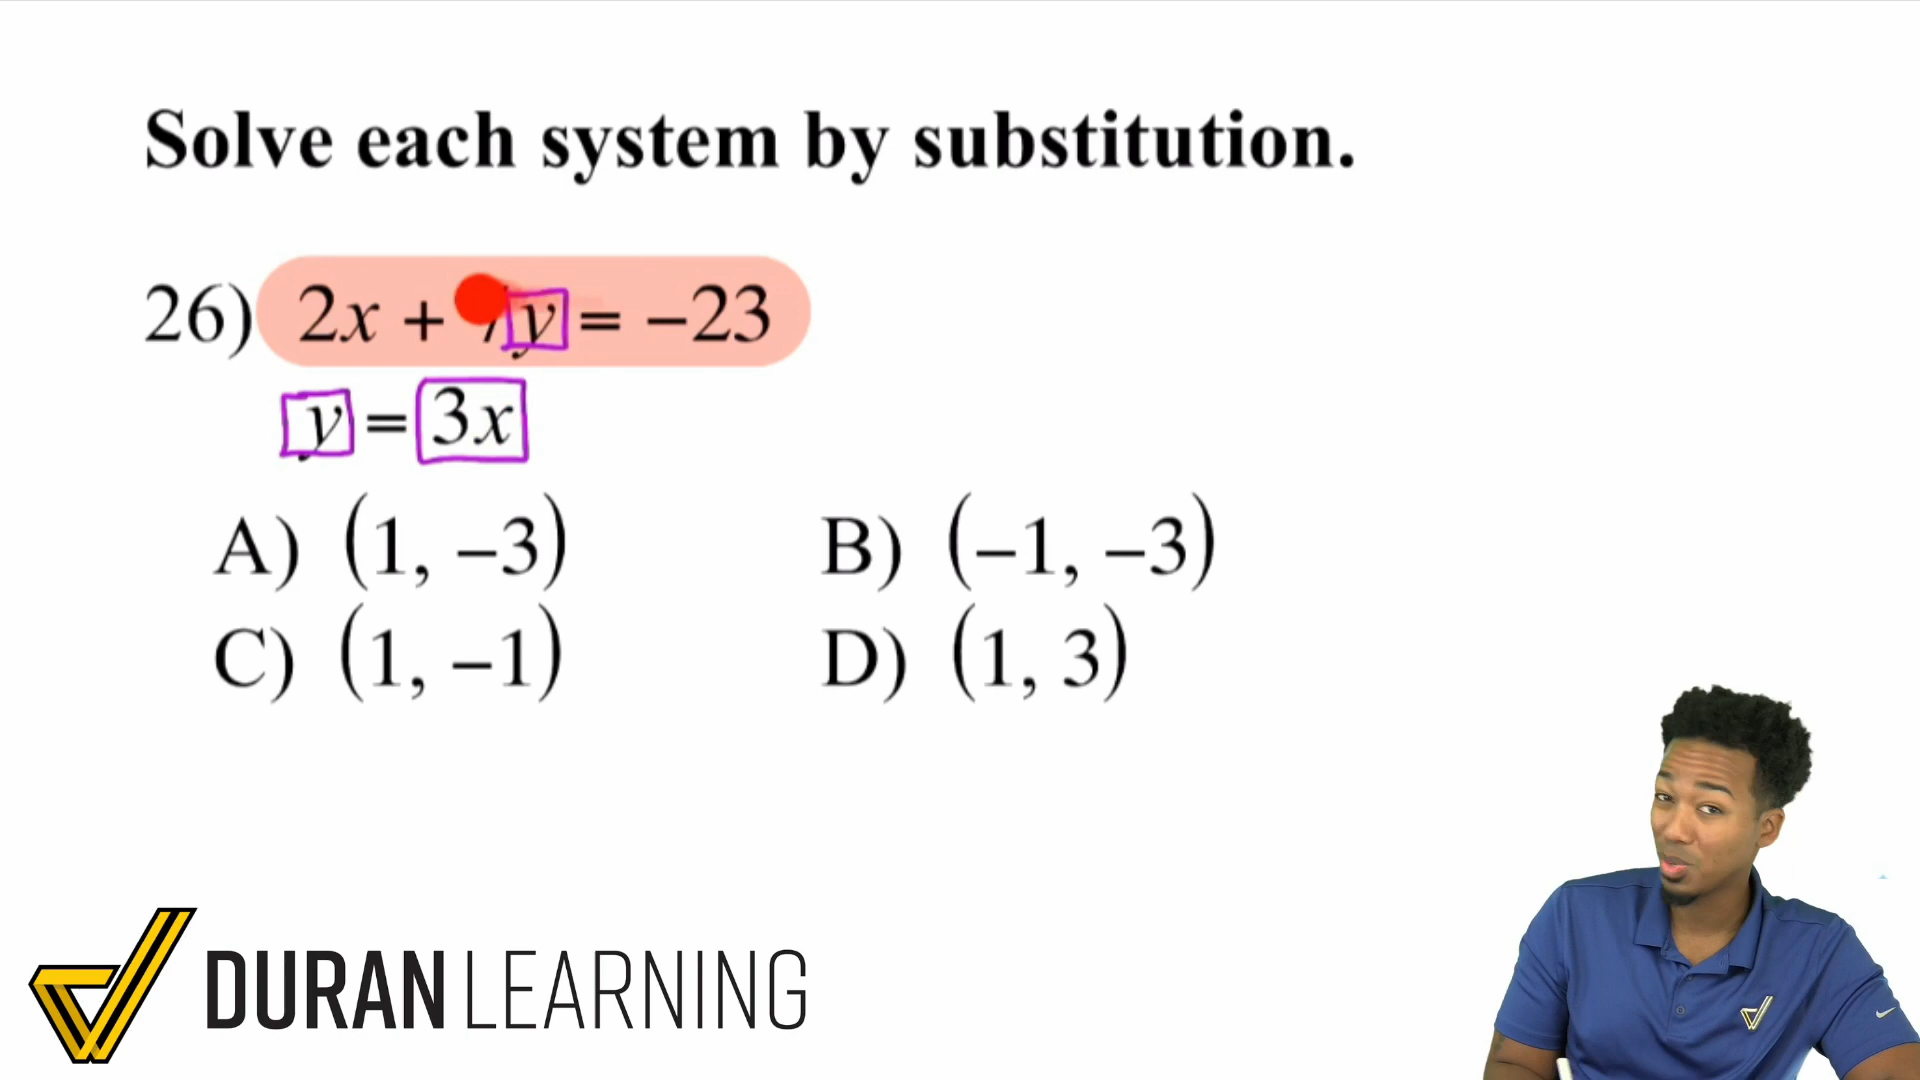 Solve each system by substitution.
26) 2x + 7y = −23
y = 3x
A) (1, −3) B) (−1, −3)
C) (1, −1) D) (1, 3)
DURAN LEARNING